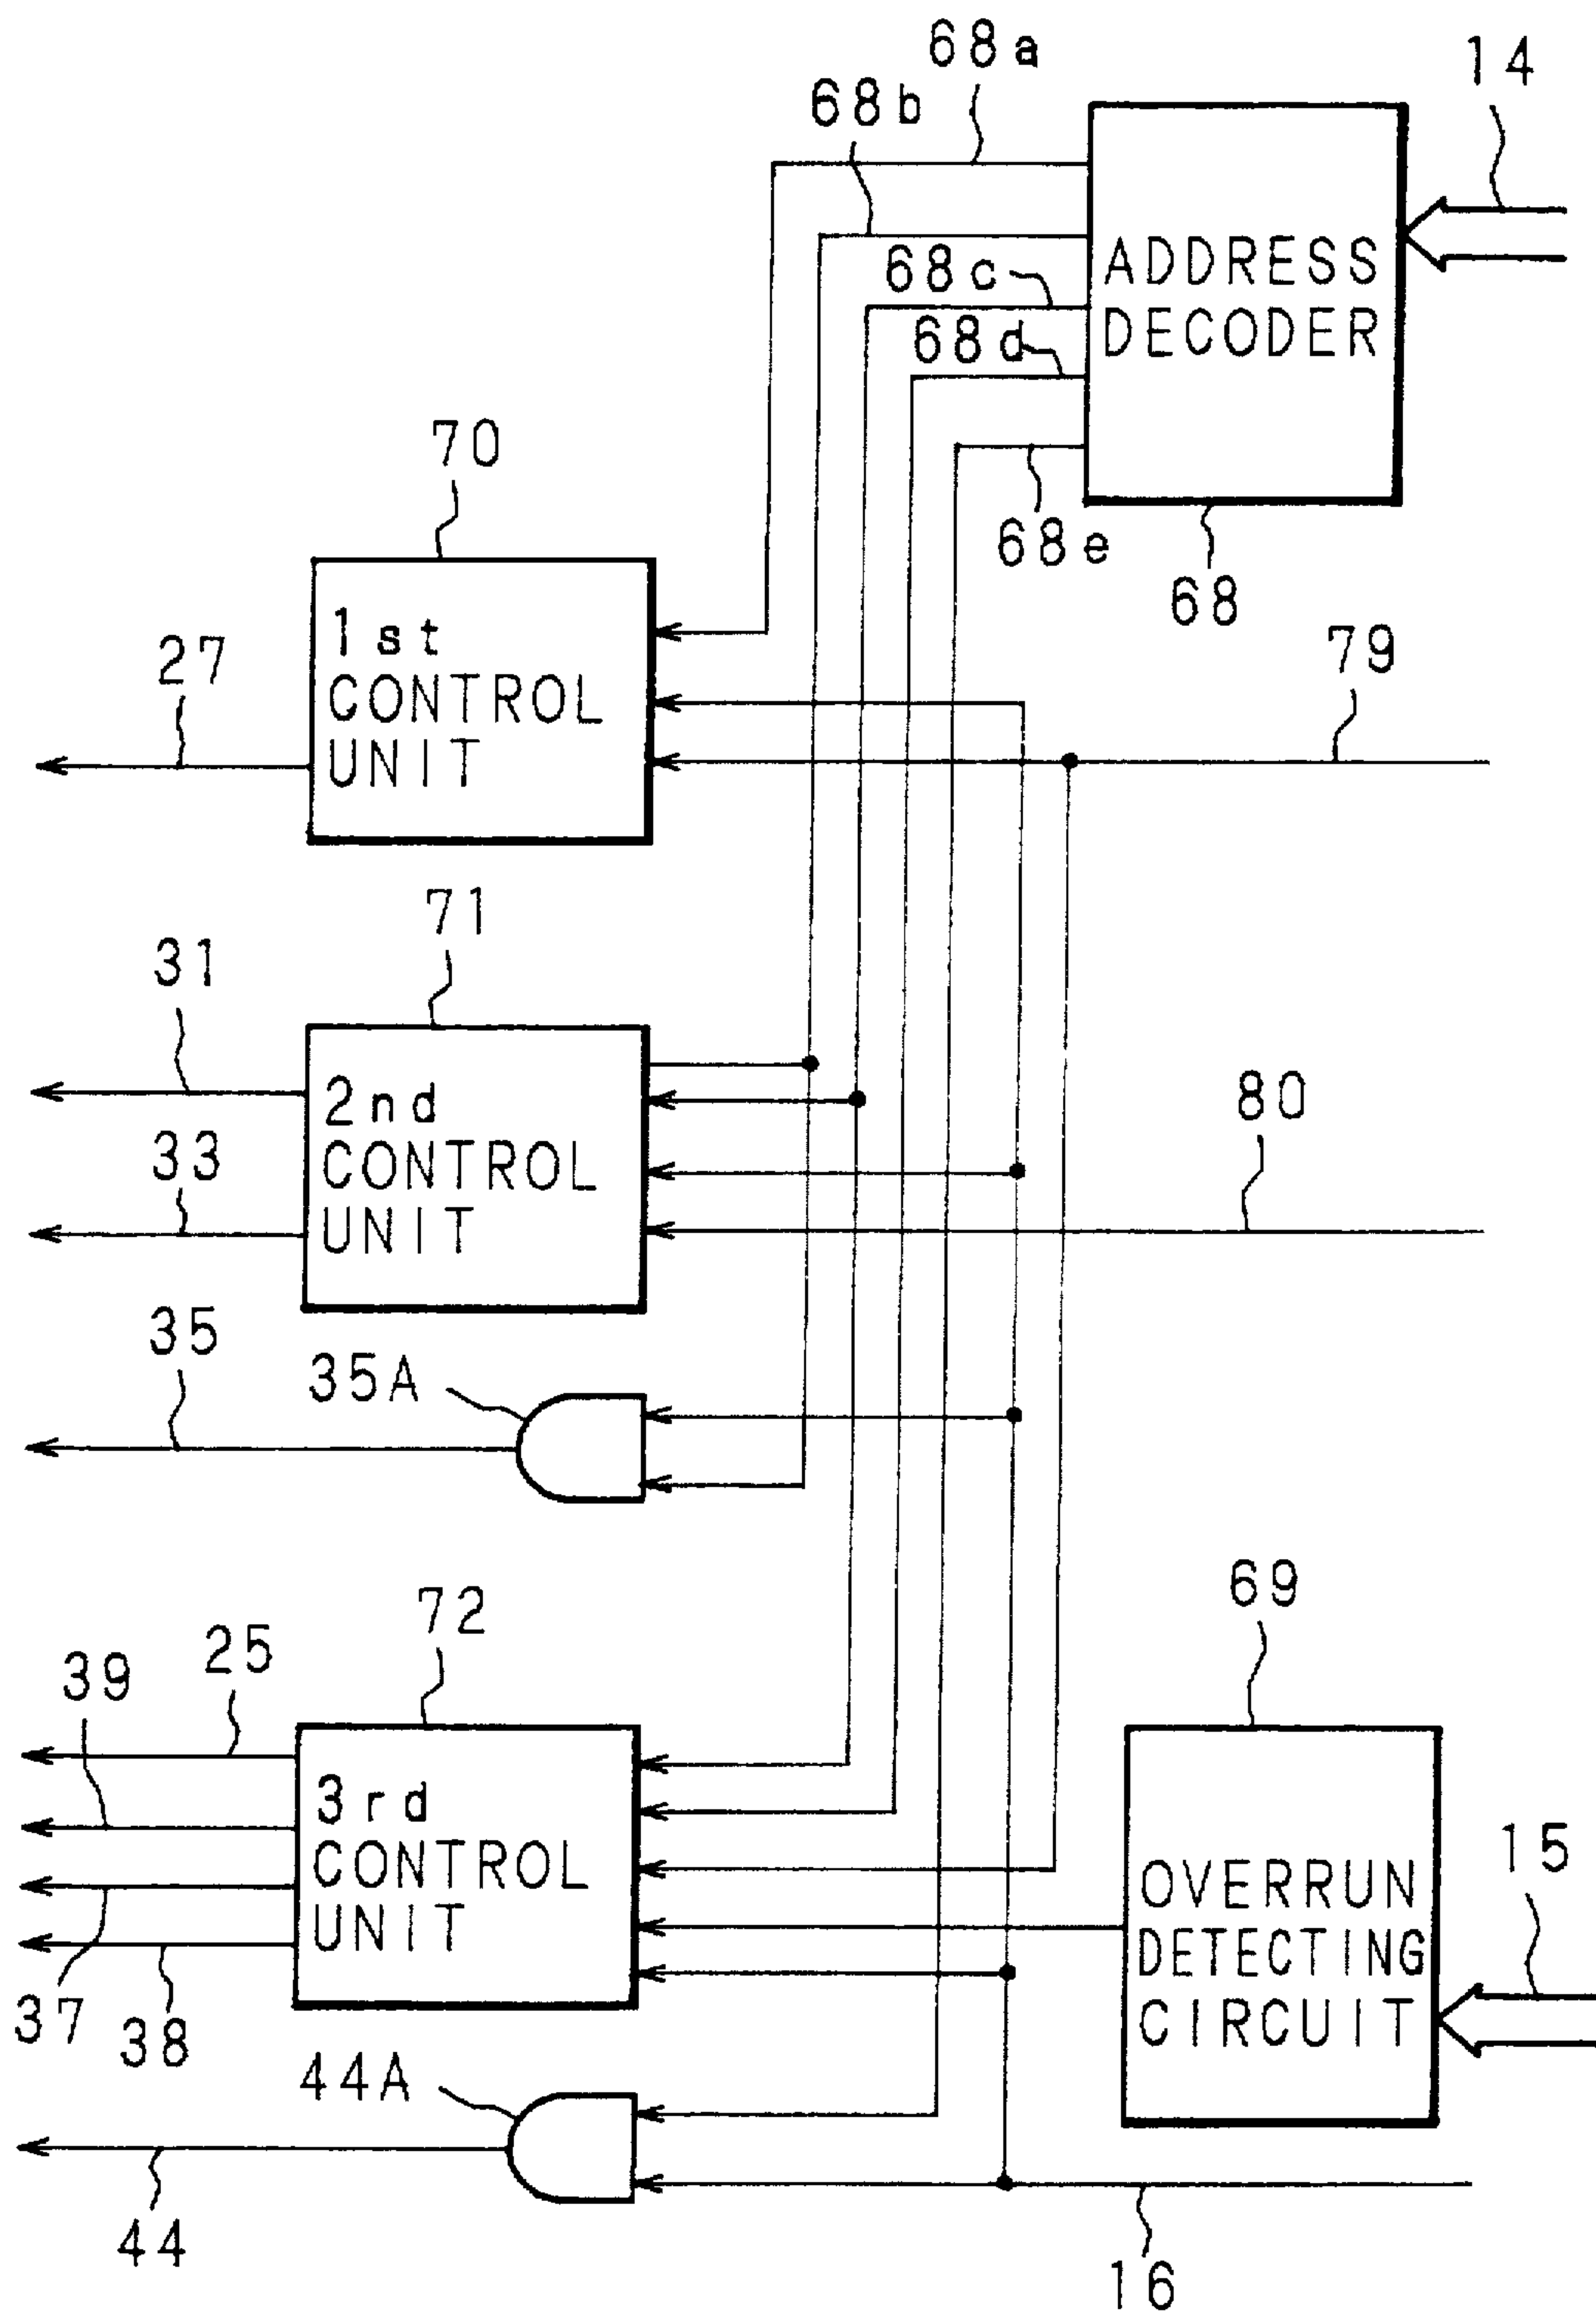 68a
14
68b
ADDRESS
DECODER
68c
68d
70
68e
68
1st
CONTROL
UNIT
27
79
71
31
2nd
CONTROL
UNIT
80
33
35
35A
69
72
25
39
3rd
CONTROL
UNIT
OVERRUN
DETECTING
CIRCUIT
15
37
38
44A
44
16